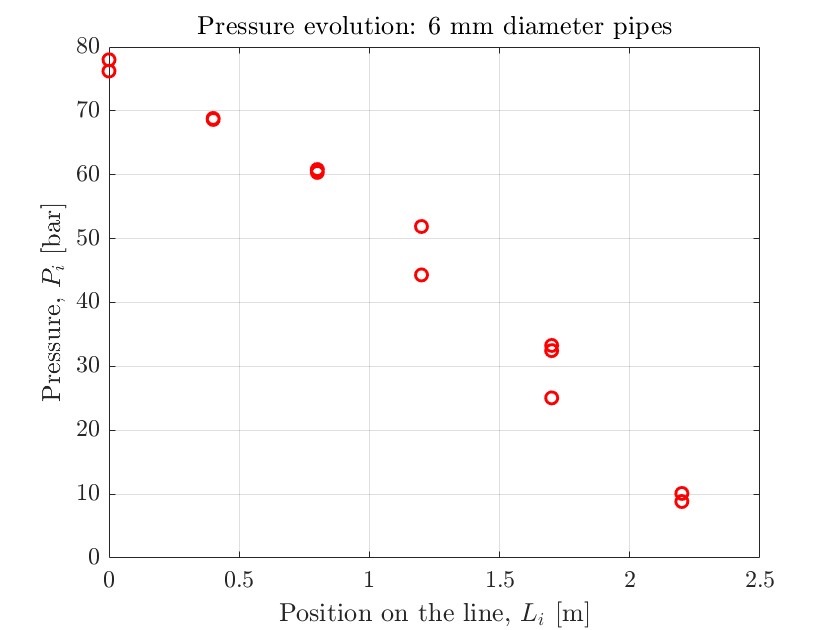 Pressure evolution: 6 mm diameter pipes
80
70
60
50
40
30
20
10
0
Pressure, P_i [bar]
0 0.5 1 1.5 2 2.5
Position on the line, L_i [m]